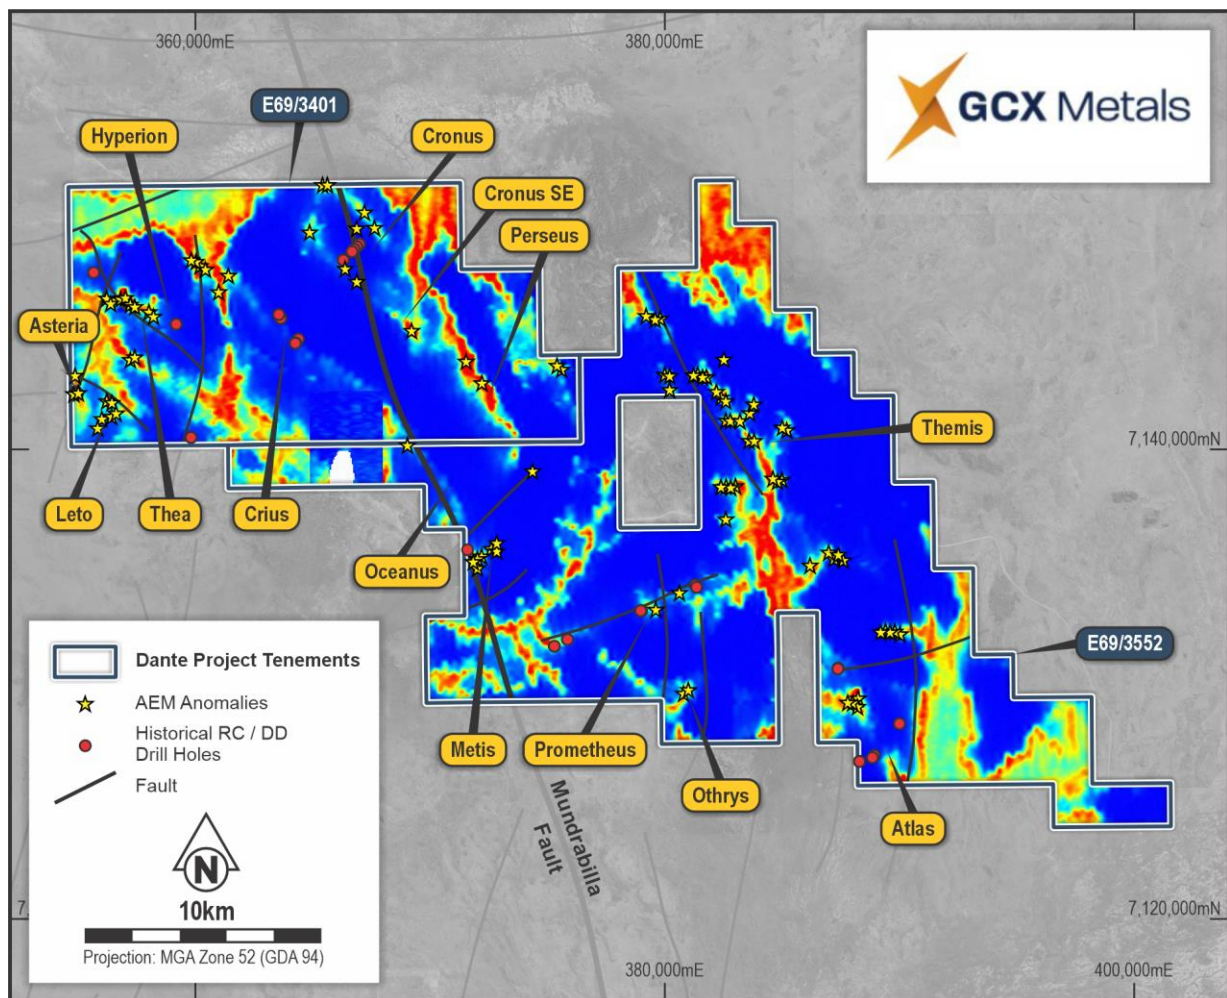 360,000mE
380,000mE
E69/3401
GCX Metals
Hyperion
Cronus
Cronus SE
Perseus
Asteria
Themis
7,140,000mN
Leto
Thea
Crius
Oceanus
E69/3552
Dante Project Tenements
AEM Anomalies
Historical RC / DD
Drill Holes
Fault
Metis
Prometheus
Othrys
Atlas
Mundrabilla
Fault
N
10km
Projection: MGA Zone 52 (GDA 94)
7,
7,120,000mN
380,000mE
400,000mE